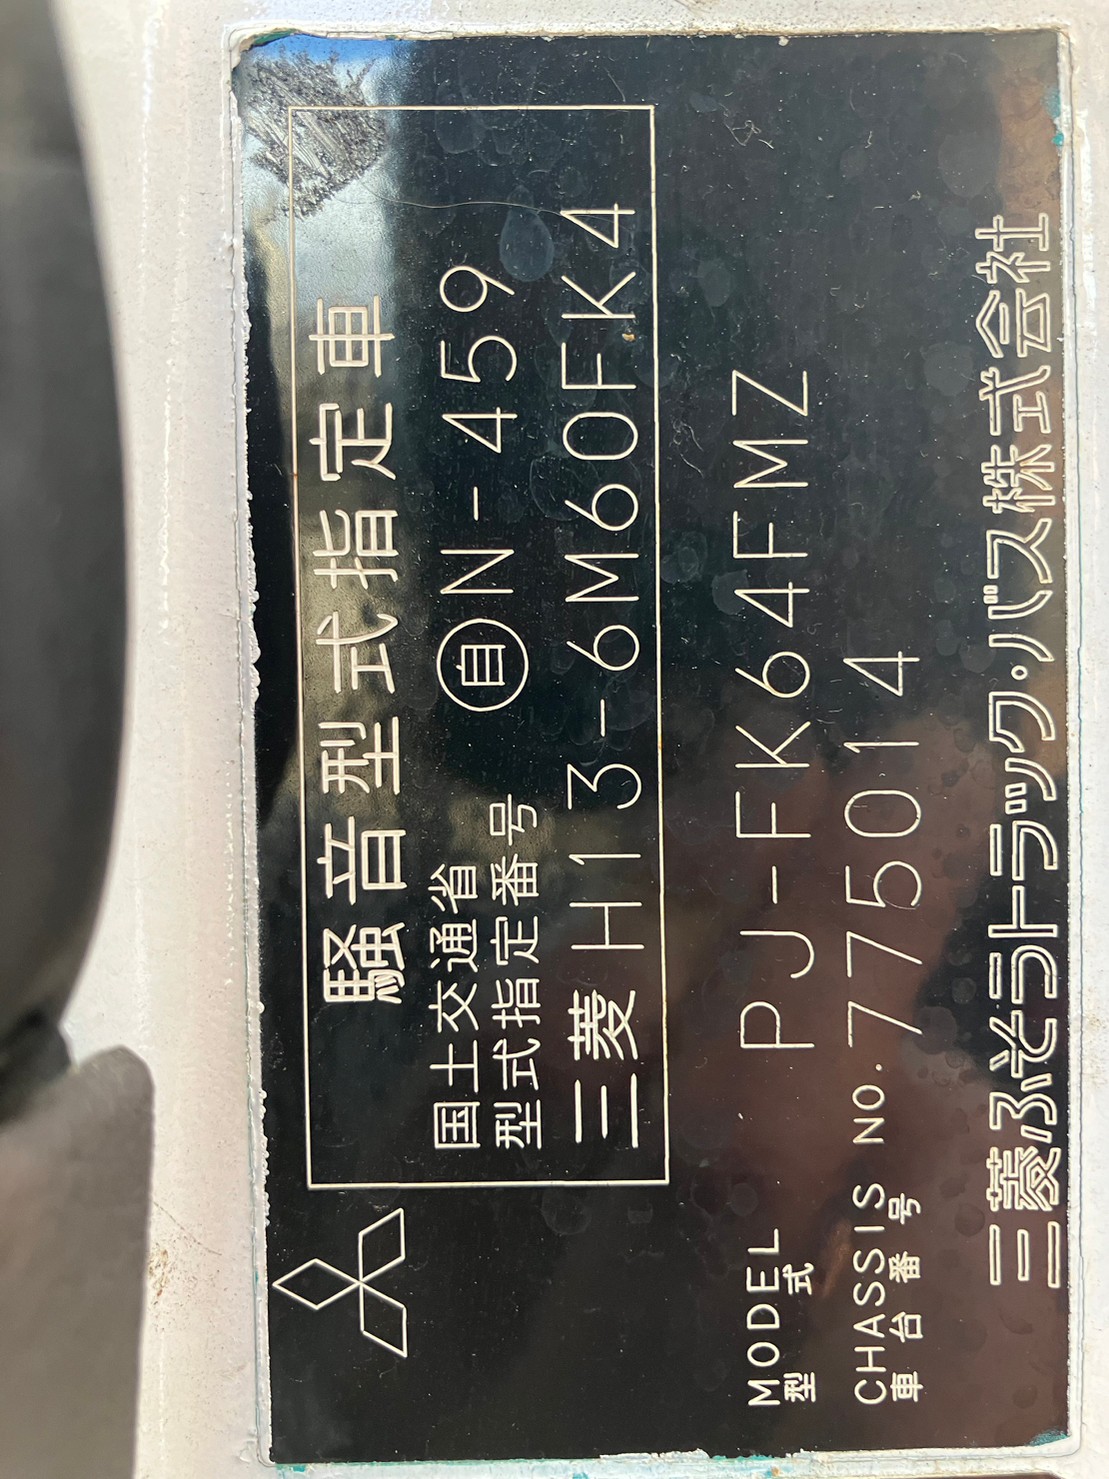 騒音型式指定車
国土交通省
型式指定番号 自 N-459
三菱 H13-6M60FK4
MODEL
型式 PJ-FK64FMZ
CHASSIS NO. 775014
車台番号
三菱ふそうトラック・バス株式会社